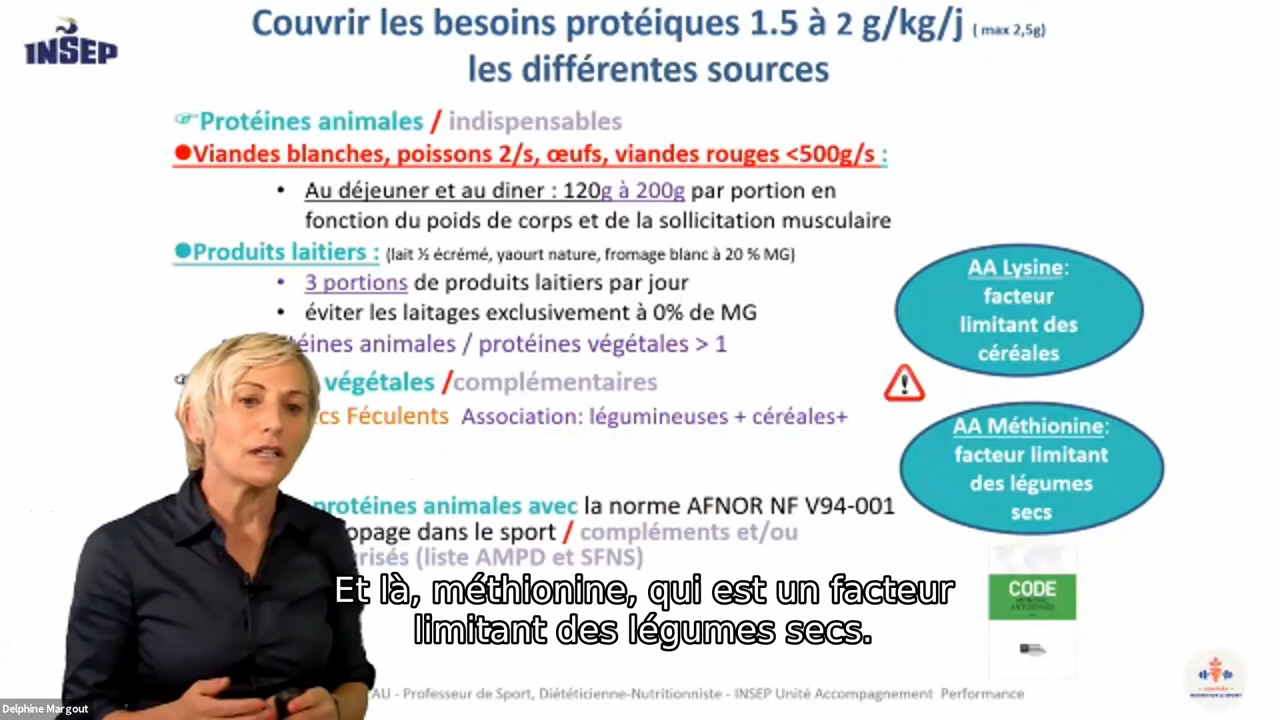 INSEP
Couvrir les besoins protéiques 1.5 à 2 g/kg/j ( max 2,5g)
les différentes sources
Protéines animales / indispensables
Viandes blanches, poissons 2/s, œufs, viandes rouges <500g/s :
• Au déjeuner et au diner : 120g à 200g par portion en
fonction du poids de corps et de la sollicitation musculaire
Produits laitiers : (lait ½ écrémé, yaourt nature, fromage blanc à 20 % MG)
• 3 portions de produits laitiers par jour
• éviter les laitages exclusivement à 0% de MG
éines animales / protéines végétales > 1
végétales /complémentaires
cs Féculents Association: légumineuses + céréales+
AA Lysine:
facteur
limitant des
céréales
AA Méthionine:
facteur limitant
des légumes
secs
protéines animales avec la norme AFNOR NF V94-001
opage dans le sport / compléments et/ou
risés (liste AMPD et SFNS)
CODE
Et là, méthionine, qui est un facteur
limitant des légumes secs.
AU - Professeur de Sport, Diététicienne-Nutritionniste - INSEP Unité Accompagnement Performance
Delphine Margout